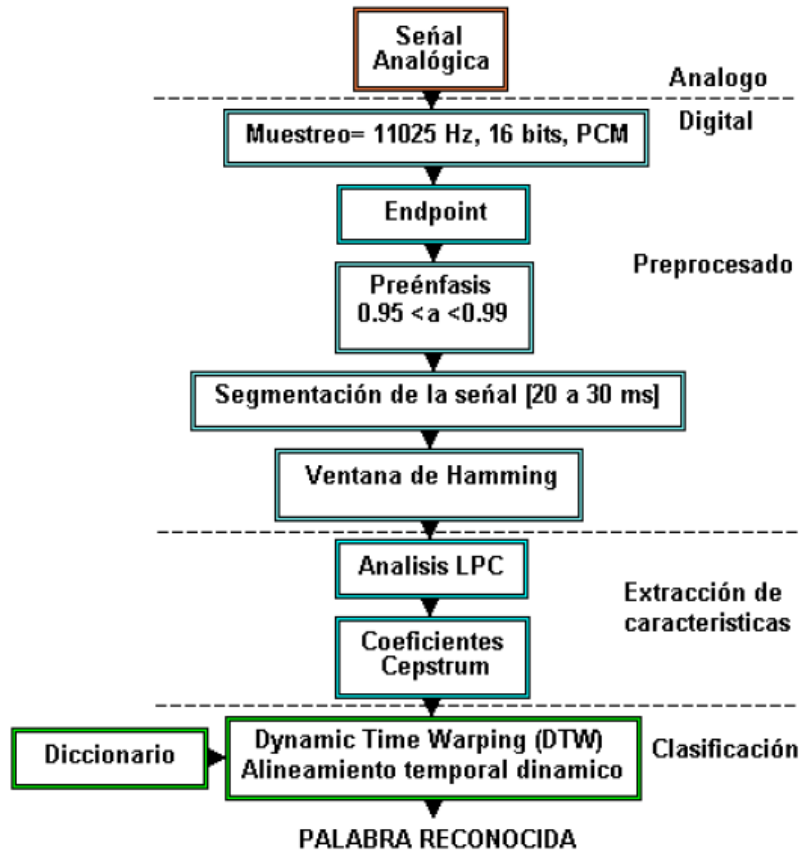 Señal
Analógica
Analogo
Digital
Muestreo= 11025 Hz, 16 bits, PCM
Endpoint
Preprocesado
Preénfasis
0.95 <a <0.99
Segmentación de la señal [20 a 30 ms]
Ventana de Hamming
Analisis LPC
Extracción de
caracteristicas
Coeficientes
Cepstrum
Diccionario
Dynamic Time Warping (DTW)
Alineamiento temporal dinamico
Clasificación
PALABRA RECONOCIDA